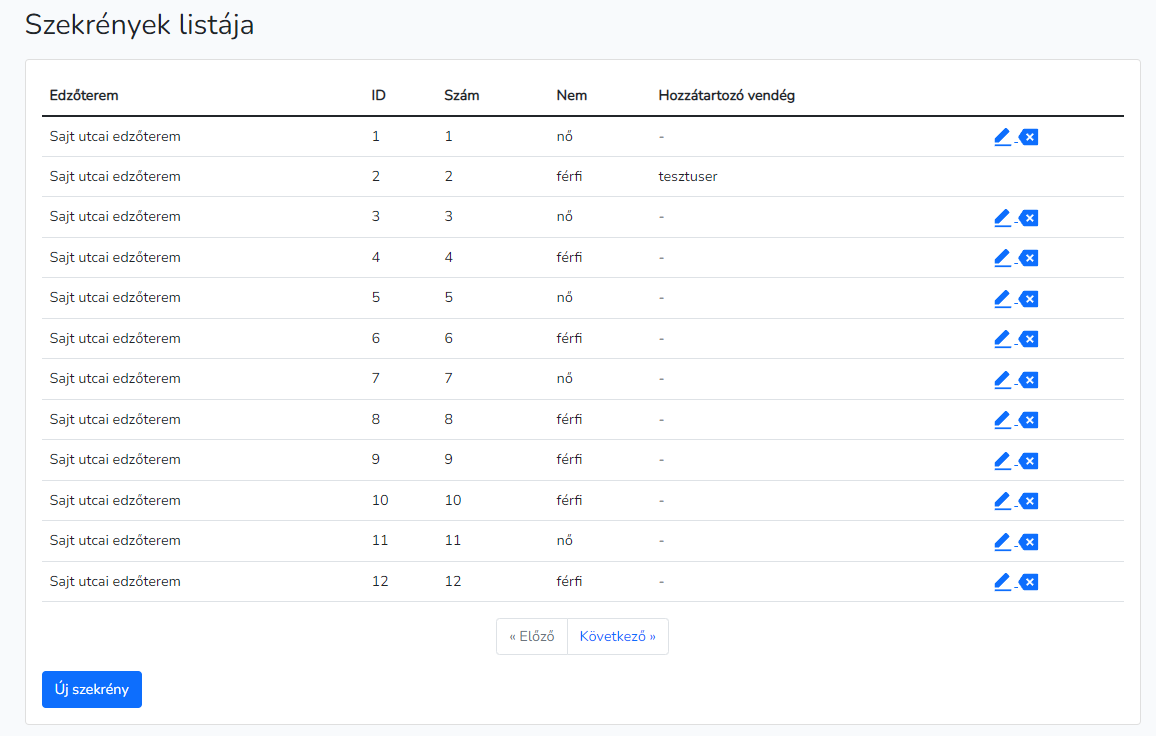 Szekrények listája
Edzőterem ID Szám Nem Hozzátartozó vendég
Sajt utcai edzőterem 1 1 nő -
Sajt utcai edzőterem 2 2 férfi tesztuser
Sajt utcai edzőterem 3 3 nő -
Sajt utcai edzőterem 4 4 férfi -
Sajt utcai edzőterem 5 5 nő -
Sajt utcai edzőterem 6 6 férfi -
Sajt utcai edzőterem 7 7 nő -
Sajt utcai edzőterem 8 8 férfi -
Sajt utcai edzőterem 9 9 férfi -
Sajt utcai edzőterem 10 10 férfi -
Sajt utcai edzőterem 11 11 nő -
Sajt utcai edzőterem 12 12 férfi -
« Előző Következő »
Új szekrény